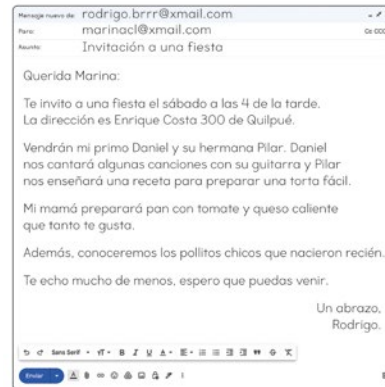 Mensaje nuevo de: rodrigo.brrr@xmail.com
Para: marinacl@xmail.com
Asunto: Invitación a una fiesta
Querida Marina:
Te invito a una fiesta el sábado a las 4 de la tarde.
La dirección es Enrique Costa 300 de Quilpué.
Vendrán mi primo Daniel y su hermana Pilar. Daniel
nos cantará algunas canciones con su guitarra y Pilar
nos enseñará una receta para preparar una torta fácil.
Mi mamá preparará pan con tomate y queso caliente
que tanto te gusta.
Además, conoceremos los pollitos chicos que nacieron recién.
Te echo mucho de menos, espero que puedas venir.
Un abrazo,
Rodrigo.
Sans Serif
Enviar